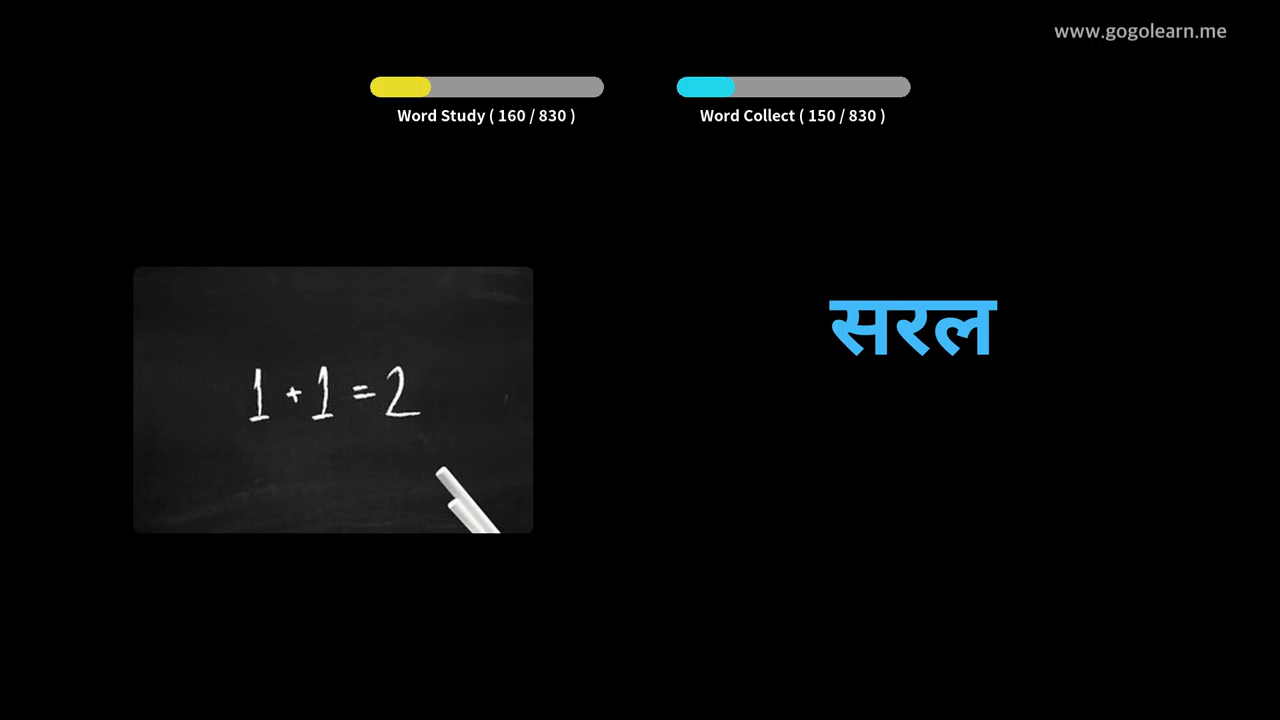 www.gogolearn.me
Word Study ( 160 / 830 )
Word Collect ( 150 / 830 )
सरल
1 + 1 = 2